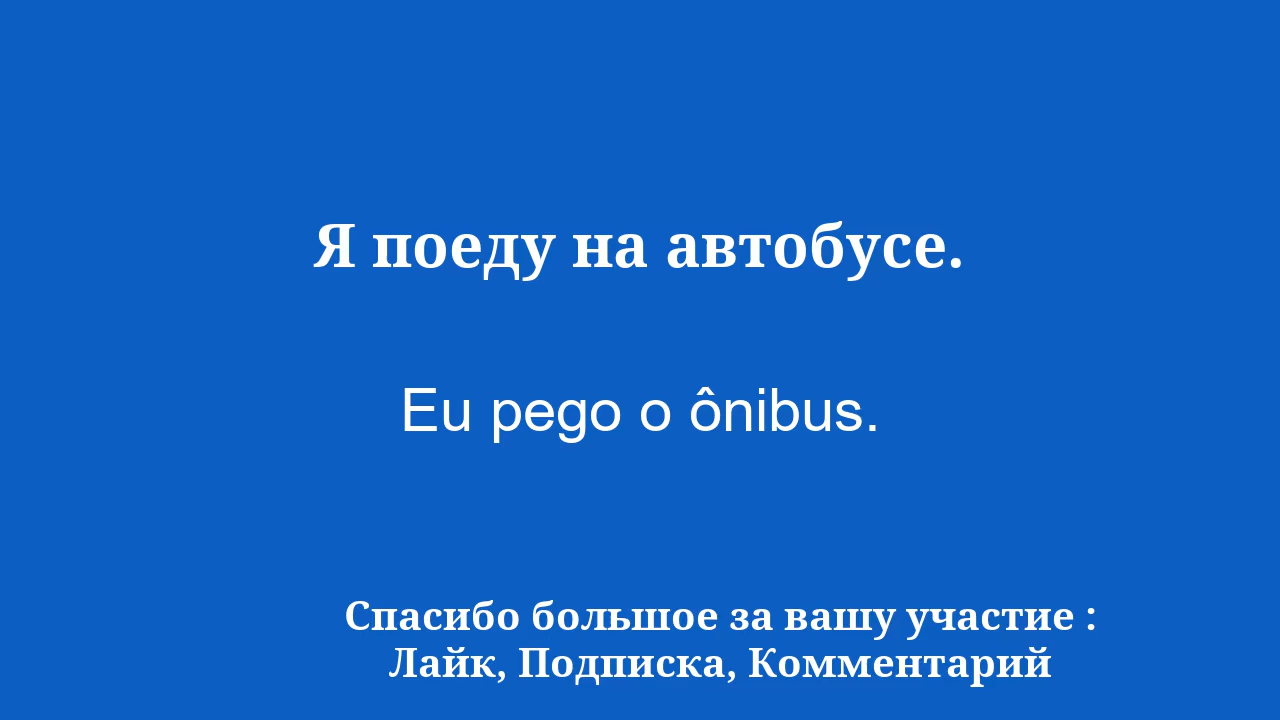 Я поеду на автобусе.
Eu pego o ônibus.
Спасибо большое за вашу участие :
Лайк, Подписка, Комментарий